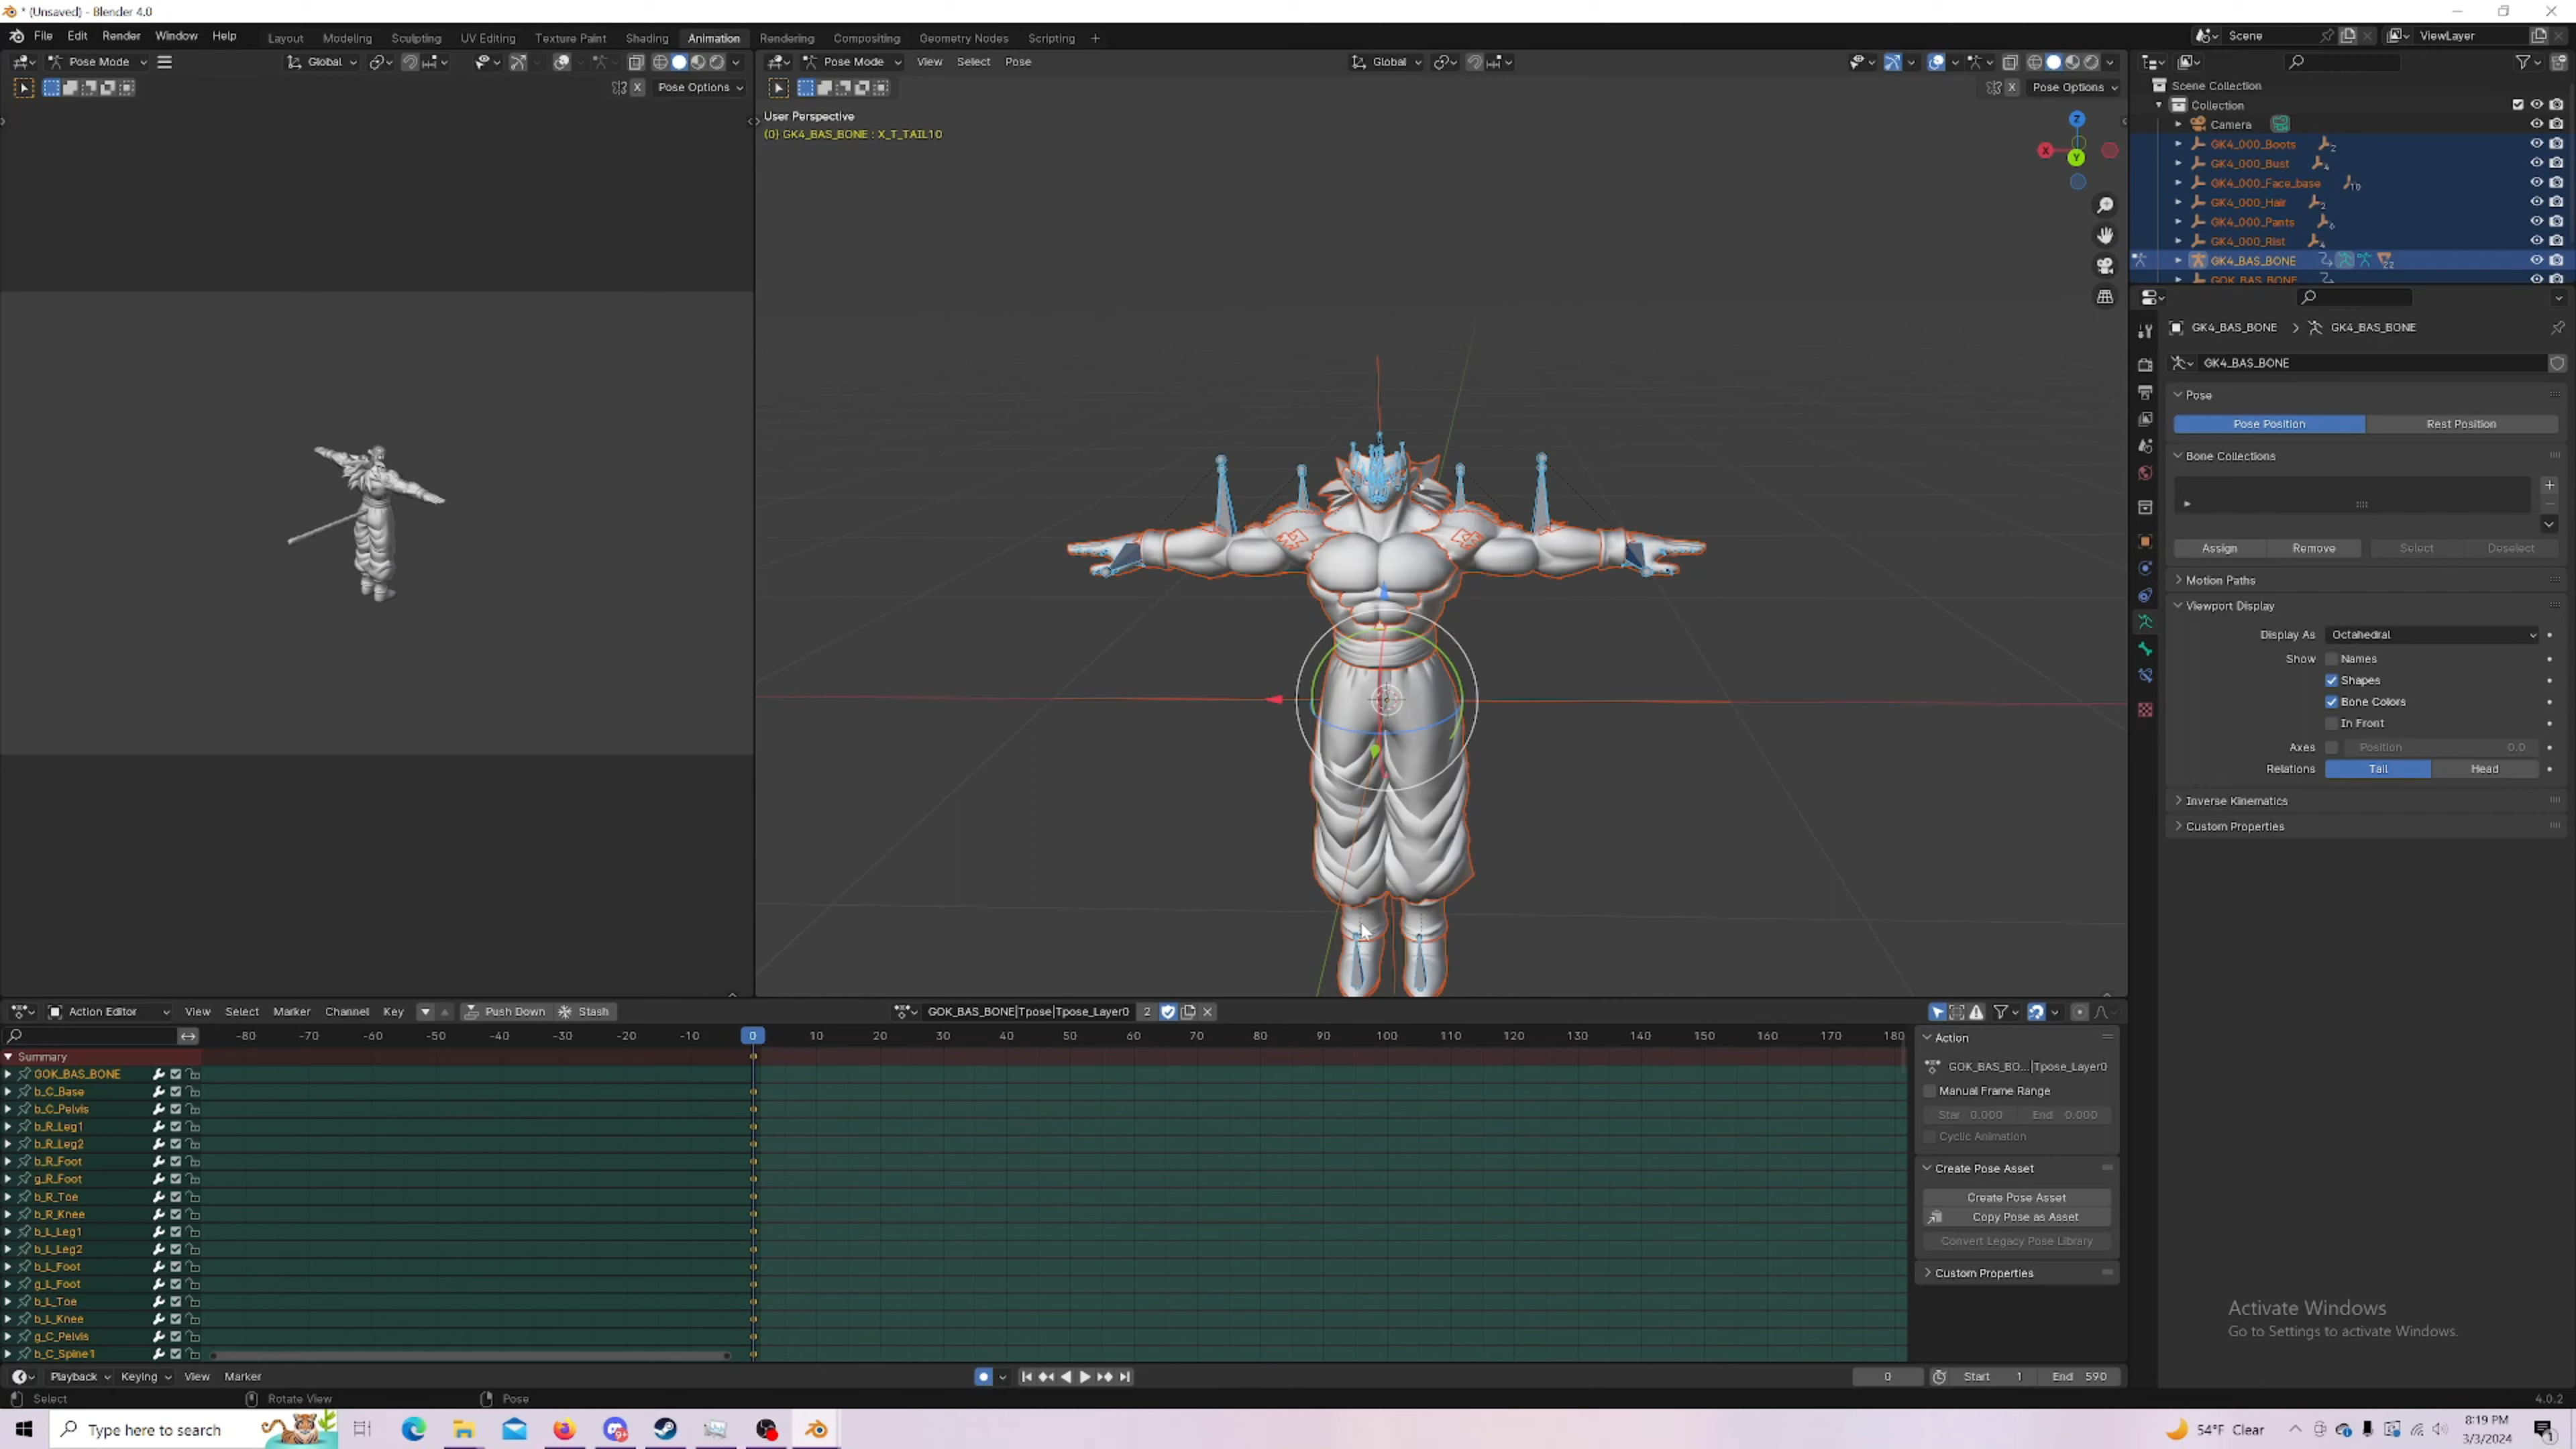 * (Unsaved) - Blender 4.0
File Edit Render Window Help Layout Modeling Sculpting UV Editing Texture Paint Shading Animation Rendering Compositing Geometry Nodes Scripting + Scene ViewLayer
Pose Mode Global Pose Mode View Select Pose Global
X Pose Options X Pose Options
Scene Collection
Collection
Camera
GK4_000_Boots 2
GK4_000_Bust 4
GK4_000_Face_base 10
GK4_000_Hair 2
GK4_000_Pants 6
GK4_000_Rist 4
GK4_BAS_BONE 22
GOK_BAS_BONE
User Perspective
(0) GK4_BAS_BONE : X_T_TAIL10
Z
X
Y
GK4_BAS_BONE > GK4_BAS_BONE
GK4_BAS_BONE
Pose
Pose Position Rest Position
Bone Collections
Assign Remove Select Deselect
Motion Paths
Viewport Display
Display As Octahedral
Show Names
Shapes
Bone Colors
In Front
Axes Position 0.0
Relations Tail Head
Inverse Kinematics
Custom Properties
Action Editor View Select Marker Channel Key Push Down Stash GOK_BAS_BONE|Tpose|Tpose_Layer0 2
-80 -70 -60 -50 -40 -30 -20 -10 0 10 20 30 40 50 60 70 80 90 100 110 120 130 140 150 160 170 180
Summary
GOK_BAS_BONE
b_C_Base
b_C_Pelvis
b_R_Leg1
b_R_Leg2
b_R_Foot
g_R_Foot
b_R_Toe
b_R_Knee
b_L_Leg1
b_L_Leg2
b_L_Foot
g_L_Foot
b_L_Toe
b_L_Knee
g_C_Pelvis
b_C_Spine1
Action
GOK_BAS_BO...|Tpose_Layer0
Manual Frame Range
Star 0.000 End 0.000
Cyclic Animation
Create Pose Asset
Create Pose Asset
Copy Pose as Asset
Convert Legacy Pose Library
Custom Properties
Activate Windows
Go to Settings to activate Windows.
Playback Keying View Marker 0 Start 1 End 590
Select Rotate View Pose 4.0.2
Type here to search 9+ 54°F Clear 8:19 PM
3/3/2024 1